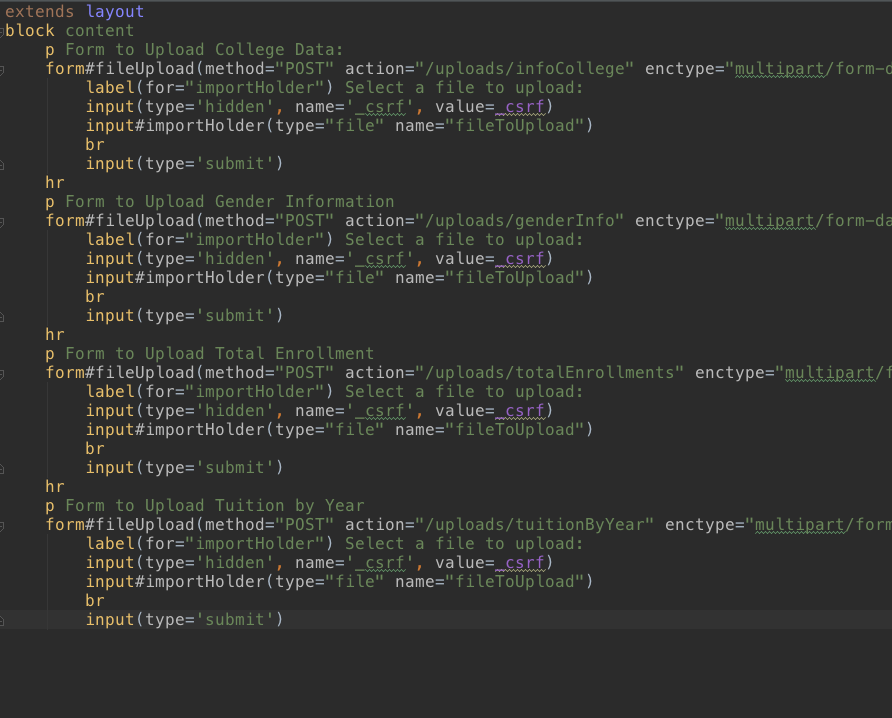 extends layout
block content
    p Form to Upload College Data:
    form#fileUpload(method="POST" action="/uploads/infoCollege" enctype="multipart/form-d
        label(for="importHolder") Select a file to upload:
        input(type='hidden', name='_csrf', value=_csrf)
        input#importHolder(type="file" name="fileToUpload")
        br
        input(type='submit')
    hr
    p Form to Upload Gender Information
    form#fileUpload(method="POST" action="/uploads/genderInfo" enctype="multipart/form-da
        label(for="importHolder") Select a file to upload:
        input(type='hidden', name='_csrf', value=_csrf)
        input#importHolder(type="file" name="fileToUpload")
        br
        input(type='submit')
    hr
    p Form to Upload Total Enrollment
    form#fileUpload(method="POST" action="/uploads/totalEnrollments" enctype="multipart/f
        label(for="importHolder") Select a file to upload:
        input(type='hidden', name='_csrf', value=_csrf)
        input#importHolder(type="file" name="fileToUpload")
        br
        input(type='submit')
    hr
    p Form to Upload Tuition by Year
    form#fileUpload(method="POST" action="/uploads/tuitionByYear" enctype="multipart/form
        label(for="importHolder") Select a file to upload:
        input(type='hidden', name='_csrf', value=_csrf)
        input#importHolder(type="file" name="fileToUpload")
        br
        input(type='submit')